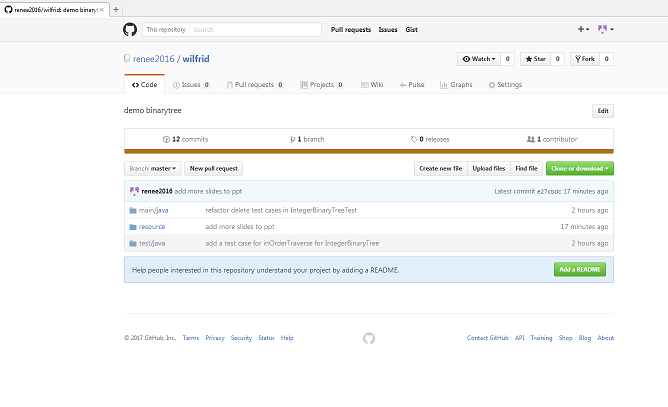 renee2016/wilfrid: demo binaryt
This repository Search Pull requests Issues Gist
renee2016 / wilfrid Watch 0 Star 0 Fork 0
Code Issues 0 Pull requests 0 Projects 0 Wiki Pulse Graphs Settings
demo binarytree Edit
12 commits 1 branch 0 releases 1 contributor
Branch: master New pull request Create new file Upload files Find file Clone or download
renee2016 add more slides to ppt Latest commit e27cbdc 17 minutes ago
main/java refactor delete test cases in IntegerBinaryTreeTest 2 hours ago
resource add more slides to ppt 17 minutes ago
test/java add a test case for inOrderTraverse for IntegerBinaryTree 2 hours ago
Help people interested in this repository understand your project by adding a README. Add a README
© 2017 GitHub, Inc. Terms Privacy Security Status Help Contact GitHub API Training Shop Blog About